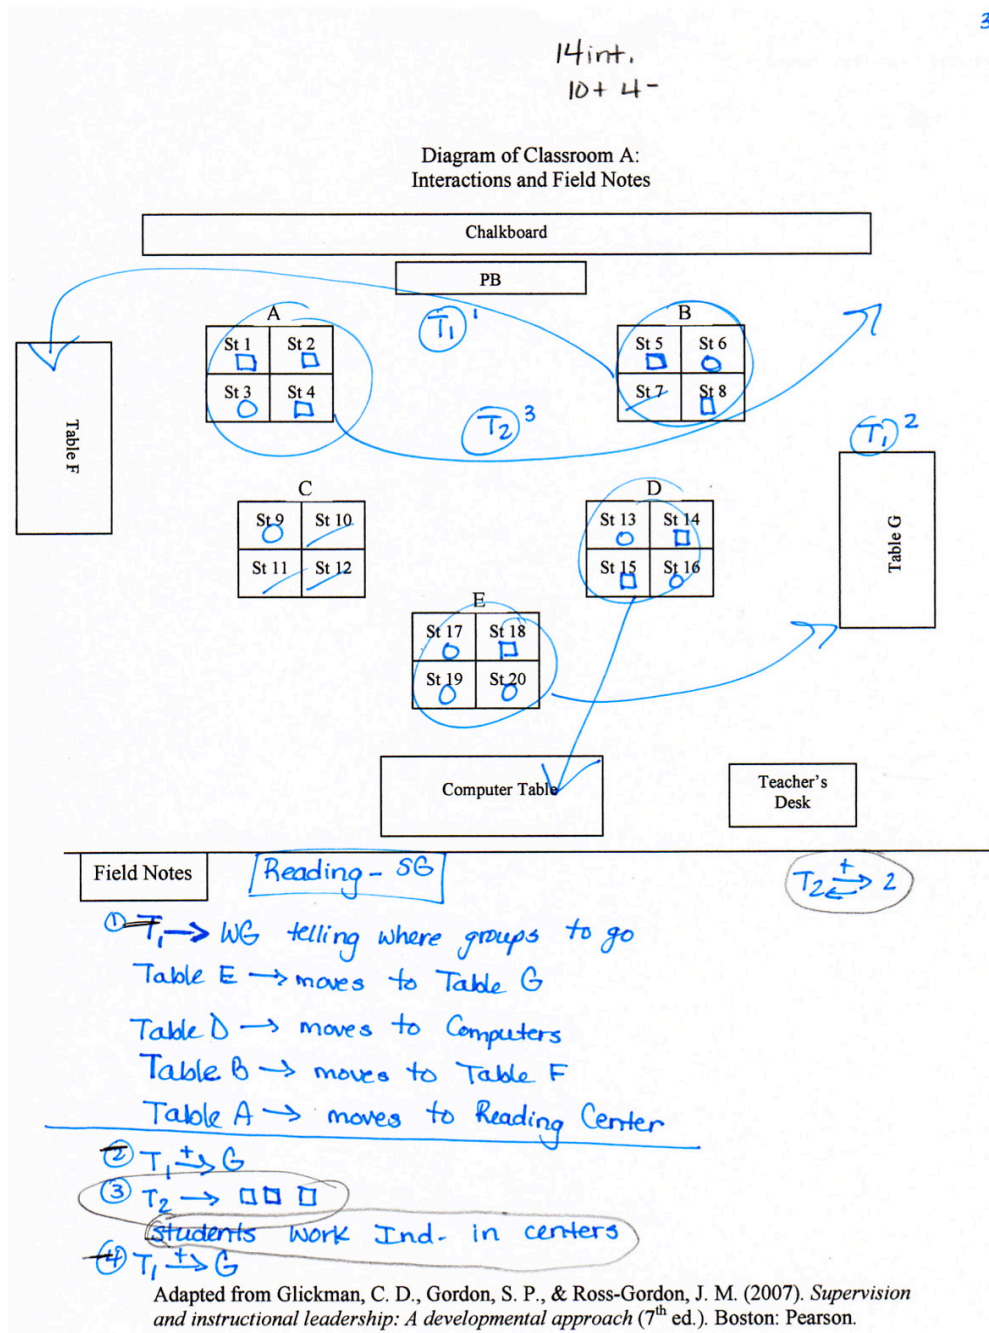 3
14 int.
10+ 4-
Diagram of Classroom A:
Interactions and Field Notes
Chalkboard
PB
A
B
T₁ 1
St 1 St 2
St 5 St 6
St 3 St 4
St 7 St 8
T₂ 3
T₁ 2
Table F
Table G
C
D
St 9 St 10
St 13 St 14
St 11 St 12
St 15 St 16
E
St 17 St 18
St 19 St 20
Computer Table
Teacher's
Desk
Field Notes
Reading - SG
T₂ + 2
① T₁ → WG telling where groups to go
Table E → moves to Table G
Table D → moves to Computers
Table B → moves to Table F
Table A → moves to Reading Center
② T₁ +→ G
③ T₂ → □□ □
students work Ind. in centers
④ T₁ +→ G
Adapted from Glickman, C. D., Gordon, S. P., & Ross-Gordon, J. M. (2007). Supervision
and instructional leadership: A developmental approach (7th ed.). Boston: Pearson.